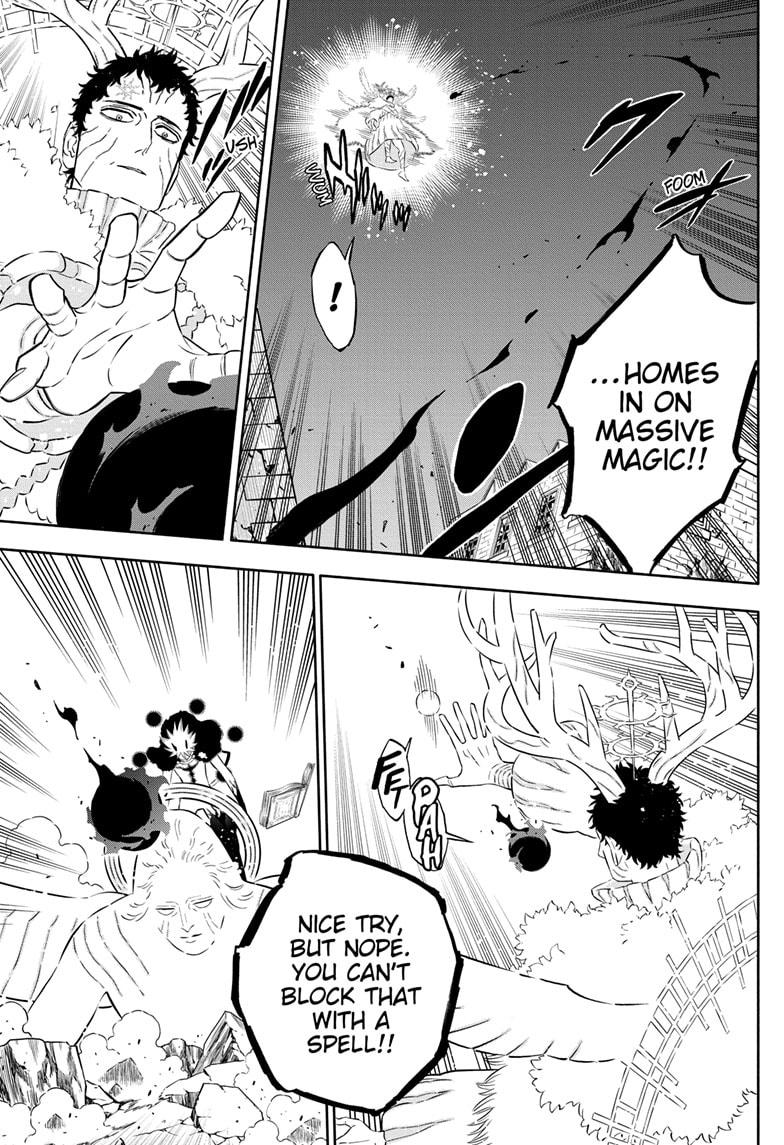 FOOM
WUM
!
...HOMES
IN ON
MASSIVE
MAGIC!!
USH
FET
PAH
NICE TRY,
BUT NOPE.
YOU CAN'T
BLOCK THAT
WITH A
SPELL!!